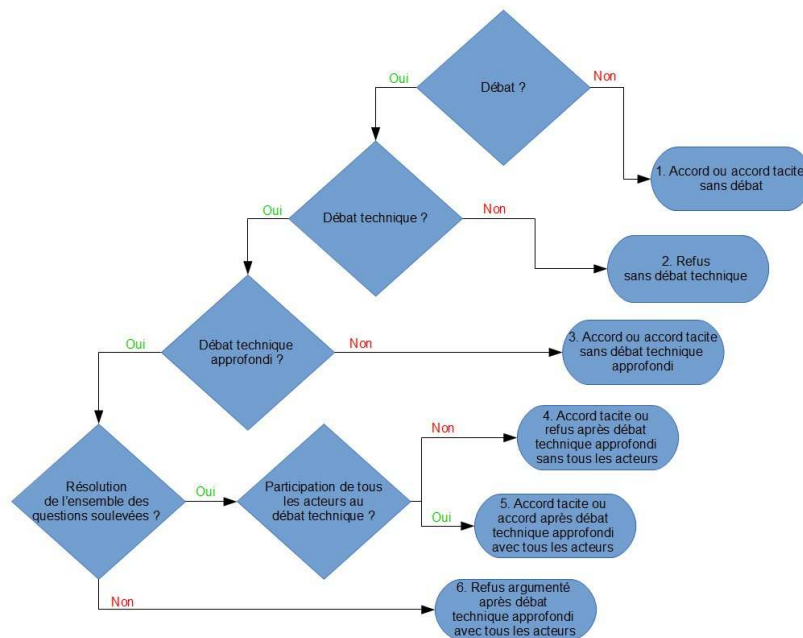 Débat ?
Oui
Non
1. Accord ou accord tacite
sans débat
Débat technique ?
Oui
Non
2. Refus
sans débat technique
Débat technique
approfondi ?
Oui
Non
3. Accord ou accord tacite
sans débat technique
approfondi
Résolution
de l'ensemble des
questions soulevées ?
Oui
Participation de tous
les acteurs au
débat technique ?
Non
4. Accord tacite ou
refus après débat
technique approfondi
sans tous les acteurs
Oui
5. Accord tacite ou
accord après débat
technique approfondi
avec tous les acteurs
Non
6. Refus argumenté
après débat
technique approfondi
avec tous les acteurs